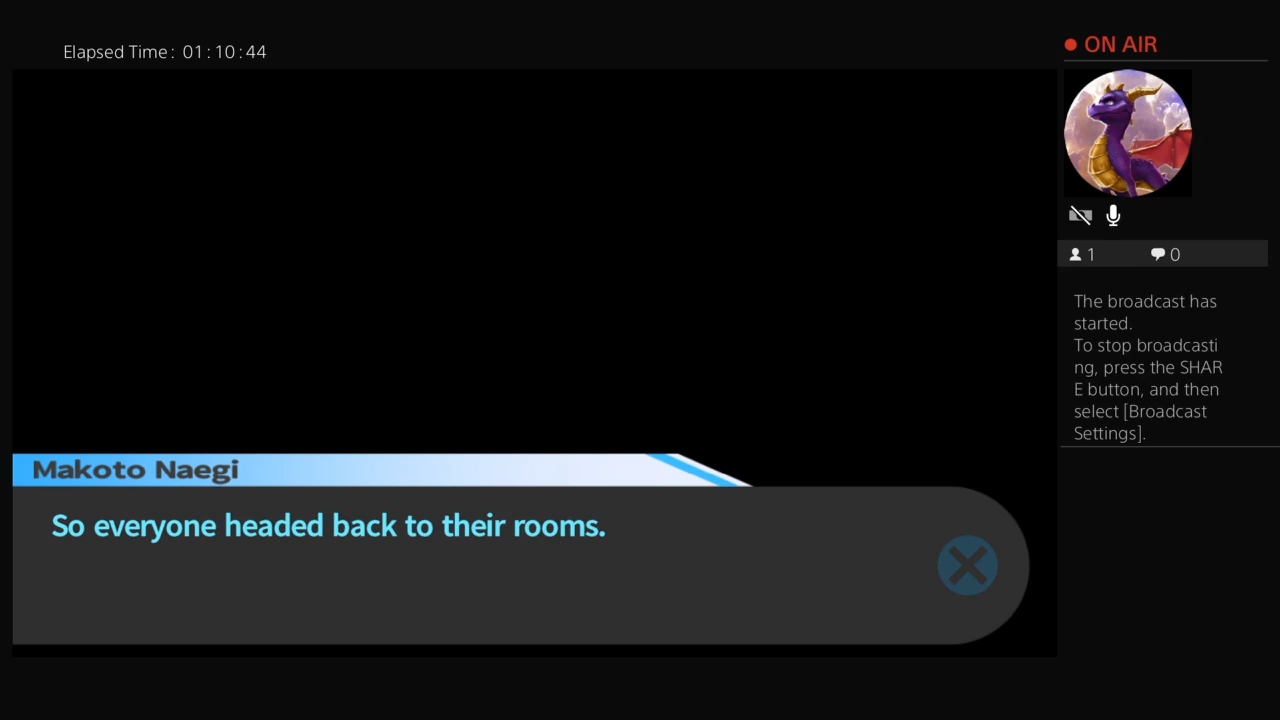 Elapsed Time: 01:10:44
ON AIR
1 0
The broadcast has
started.
To stop broadcasti
ng, press the SHAR
E button, and then
select [Broadcast
Settings].
Makoto Naegi
So everyone headed back to their rooms.